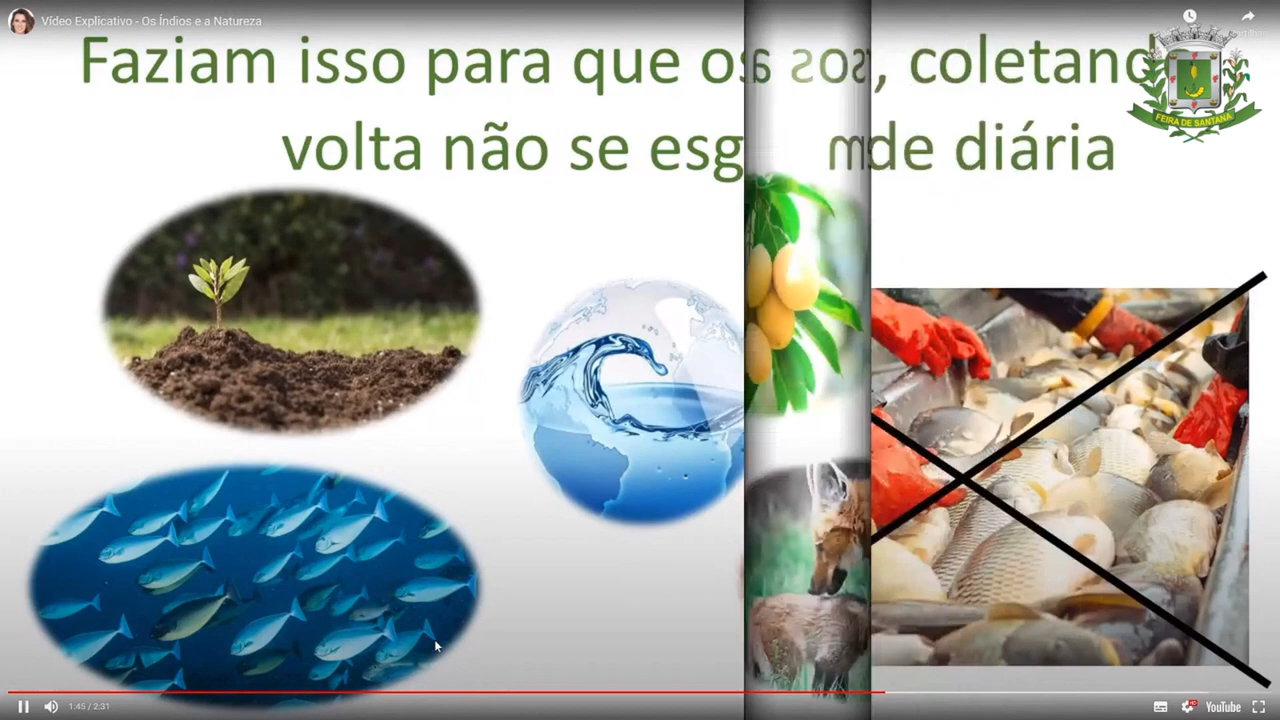 Vídeo Explicativo - Os Índios e a Natureza
Faziam isso para que os , coletand
volta não se esg de diária
FEIRA DE SANTANA
1:45 / 2:31
HD
YouTube